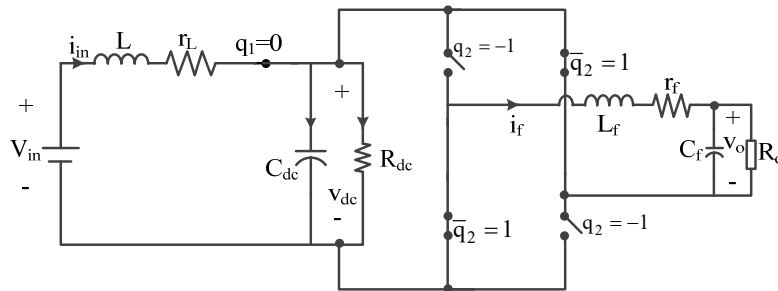 i_in L r_L q_1=0
q_2 = -1
q̅_2 = 1
+
V_in
-
C_dc
+
v_dc
-
R_dc
i_f
L_f
r_f
C_f
+
v_o
-
q̅_2 = 1
q_2 = -1